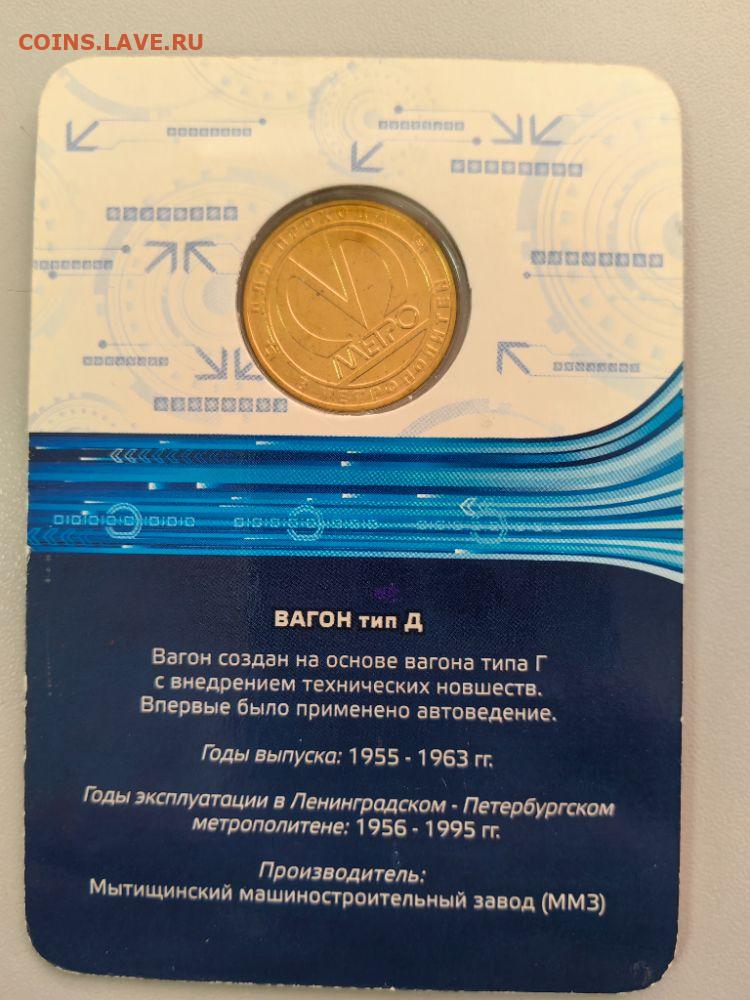 COINS.LAVE.RU
ДЛЯ ПРОХОДА В
МЕТРО
МЕТРОПОЛИТЕН
ВАГОН тип Д
Вагон создан на основе вагона типа Г
с внедрением технических новшеств.
Впервые было применено автоведение.
Годы выпуска: 1955 - 1963 гг.
Годы эксплуатации в Ленинградском - Петербургском
метрополитене: 1956 - 1995 гг.
Производитель:
Мытищинский машиностроительный завод (ММЗ)